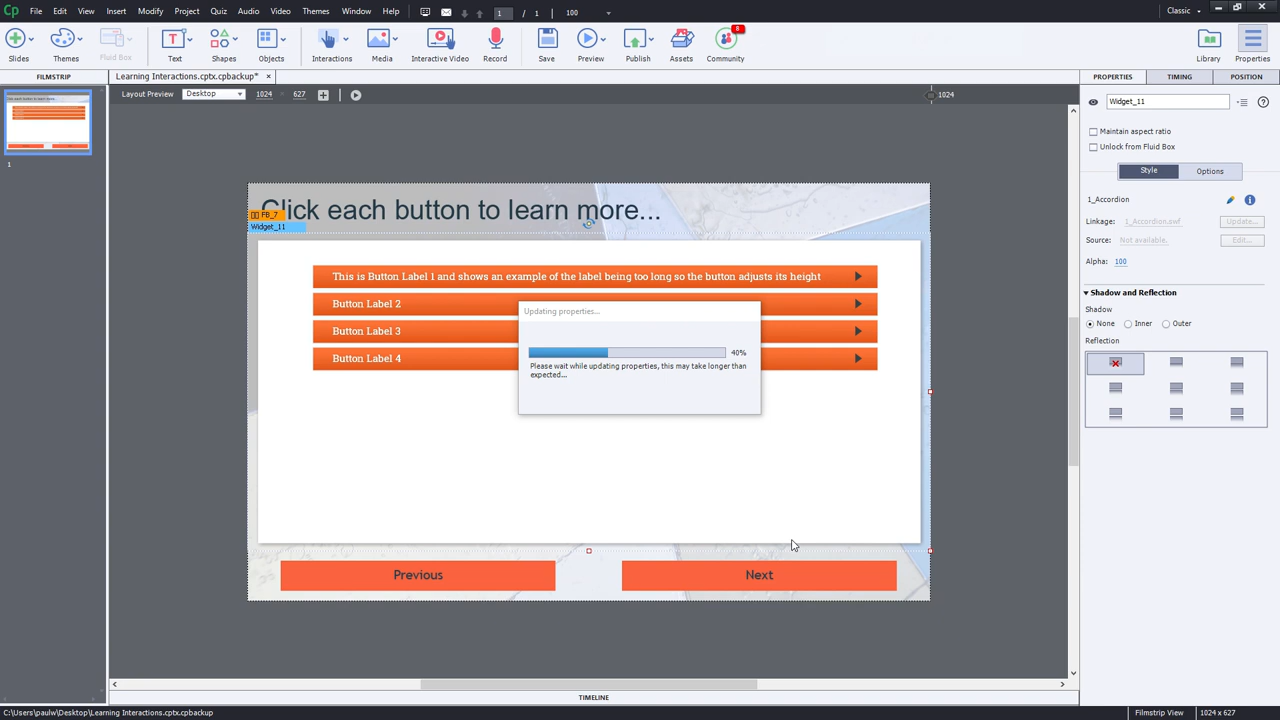 Cp File Edit View Insert Modify Project Quiz Audio Video Themes Window Help 1 / 1 100 Classic
Slides Themes Fluid Box Text Shapes Objects Interactions Media Interactive Video Record Save Preview Publish Assets Community 8 Library Properties
FILMSTRIP Learning Interactions.cptx.cpbackup* × PROPERTIES TIMING POSITION
Layout Preview Desktop 1024 627 1024
1
Click each button to learn more...
FB_7
Widget_11
This is Button Label 1 and shows an example of the label being too long so the button adjusts its height
Button Label 2
Button Label 3
Button Label 4
Updating properties...
40%
Please wait while updating properties, this may take longer than
expected...
Previous Next
Widget_11
Maintain aspect ratio
Unlock from Fluid Box
Style Options
1_Accordion
Linkage: 1_Accordion.swf Update...
Source: Not available. Edit...
Alpha: 100
Shadow and Reflection
Shadow
None Inner Outer
Reflection
TIMELINE
C:\Users\paulw\Desktop\Learning Interactions.cptx.cpbackup Filmstrip View 1024 x 627